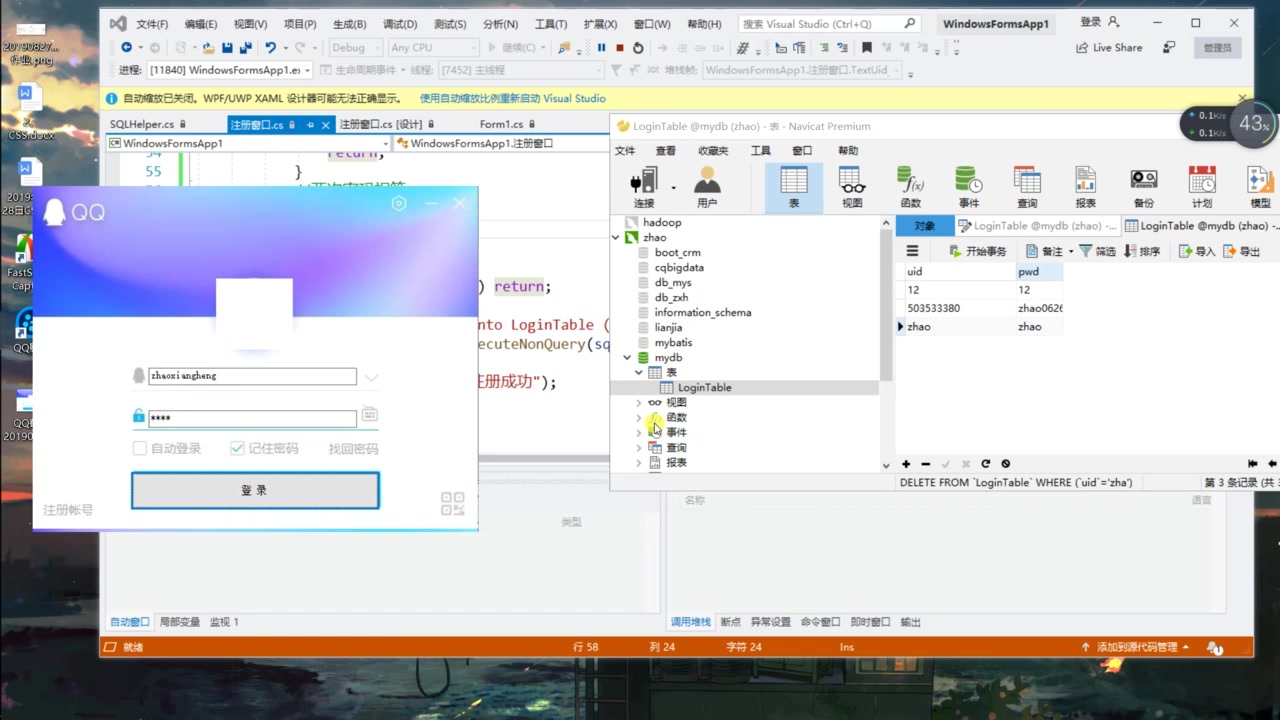 文件(F) 编辑(E) 视图(V) 项目(P) 生成(B) 调试(D) 测试(S) 分析(N) 工具(T) 扩展(X) 窗口(W) 帮助(H) 搜索 Visual Studio (Ctrl+Q) WindowsFormsApp1 登录
Debug Any CPU 继续(C) Live Share 管理员
进程: [11840] WindowsFormsApp1.ex 生命周期事件 线程: [7452] 主线程 堆栈帧: WindowsFormsApp1.注册窗口.TextUid_
自动缩放已关闭。WPF/UWP XAML 设计器可能无法正确显示。 使用自动缩放比例重新启动 Visual Studio
SQLHelper.cs 注册窗口.cs 注册窗口.cs [设计] Form1.cs
WindowsFormsApp1 WindowsFormsApp1.注册窗口
54 return;
55 }
) return;
nto LoginTable (
ecuteNonQuery(sq
注册成功");
QQ
zhaoxiangheng
****
自动登录 记住密码 找回密码
登 录
注册帐号
LoginTable @mydb (zhao) - 表 - Navicat Premium
0.1K/s
0.1K/s
43%
文件 查看 收藏夹 工具 窗口 帮助
连接 用户 表 视图 函数 事件 查询 报表 备份 计划 模型
hadoop
zhao
boot_crm
cqbigdata
db_mys
db_zxh
information_schema
lianjia
mybatis
mydb
表
LoginTable
视图
函数
事件
查询
报表
对象 LoginTable @mydb (zhao) -... LoginTable @mydb (zhao) -...
开始事务 备注 筛选 排序 导入 导出
uid pwd
12 12
503533380 zhao0626
zhao zhao
DELETE FROM `LoginTable` WHERE (`uid`='zha') 第 3 条记录 (共 3
类型
名称 语言
自动窗口 局部变量 监视 1
调用堆栈 断点 异常设置 命令窗口 即时窗口 输出
就绪 行 58 列 24 字符 24 Ins 添加到源代码管理 1